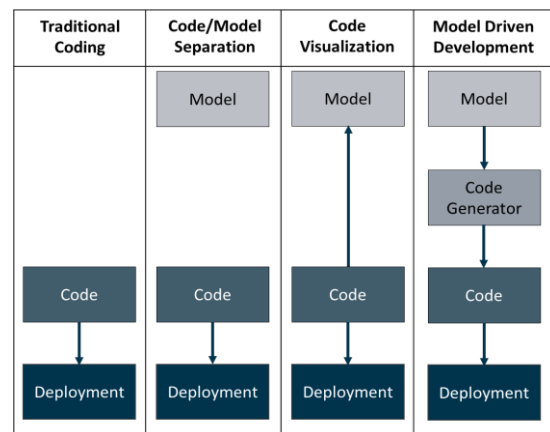 Traditional
Coding
Code/Model
Separation
Code
Visualization
Model Driven
Development
Model
Model
Model
Code
Generator
Code
Code
Code
Code
Deployment
Deployment
Deployment
Deployment